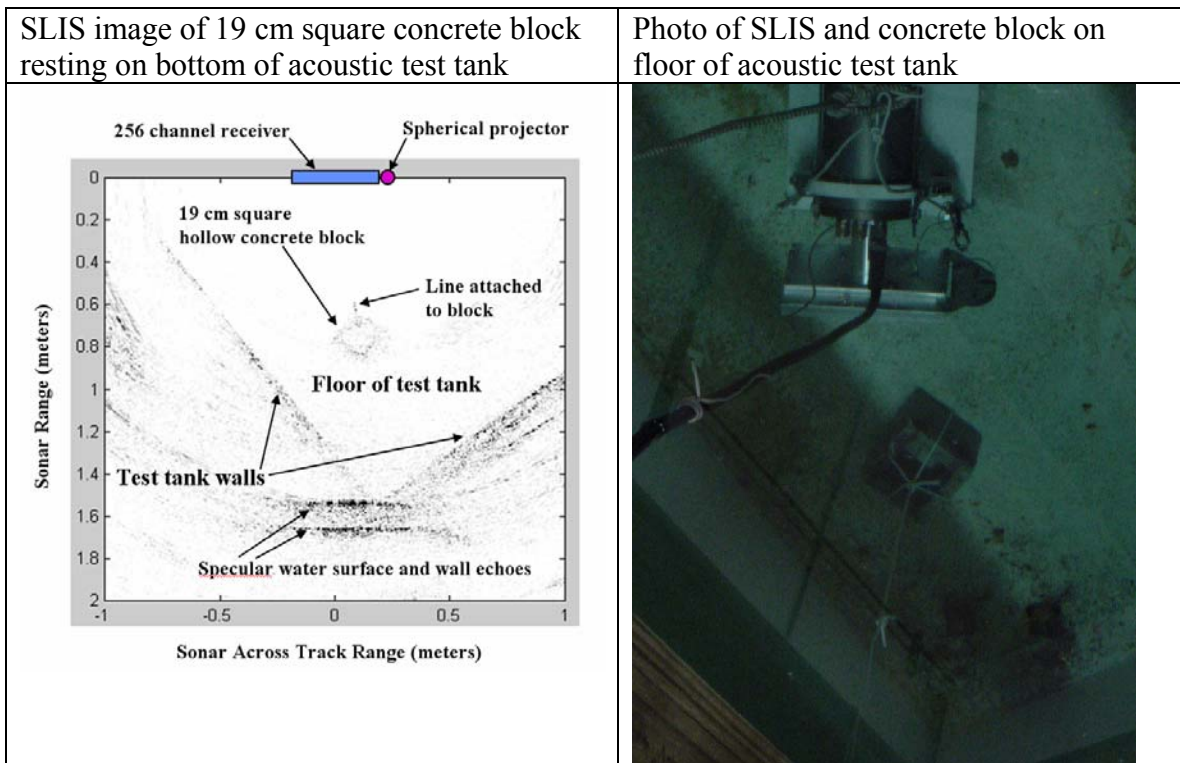 SLIS image of 19 cm square concrete block
resting on bottom of acoustic test tank
Photo of SLIS and concrete block on
floor of acoustic test tank
256 channel receiver
Spherical projector
0
0.2
0.4
0.6
0.8
1
1.2
1.4
1.6
1.8
2
19 cm square
hollow concrete block
Line attached
to block
Floor of test tank
Test tank walls
Specular water surface and wall echoes
-1
-0.5
0
0.5
1
Sonar Range (meters)
Sonar Across Track Range (meters)